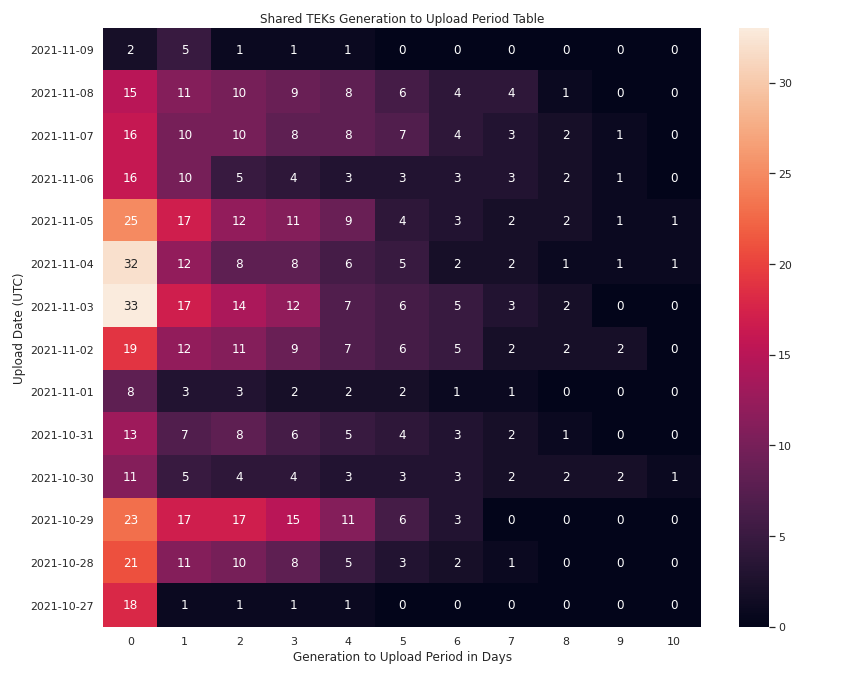 Shared TEKs Generation to Upload Period Table
Upload Date (UTC)
2021-11-09 2 5 1 1 1 0 0 0 0 0 0
2021-11-08 15 11 10 9 8 6 4 4 1 0 0
2021-11-07 16 10 10 8 8 7 4 3 2 1 0
2021-11-06 16 10 5 4 3 3 3 3 2 1 0
2021-11-05 25 17 12 11 9 4 3 2 2 1 1
2021-11-04 32 12 8 8 6 5 2 2 1 1 1
2021-11-03 33 17 14 12 7 6 5 3 2 0 0
2021-11-02 19 12 11 9 7 6 5 2 2 2 0
2021-11-01 8 3 3 2 2 2 1 1 0 0 0
2021-10-31 13 7 8 6 5 4 3 2 1 0 0
2021-10-30 11 5 4 4 3 3 3 2 2 2 1
2021-10-29 23 17 17 15 11 6 3 0 0 0 0
2021-10-28 21 11 10 8 5 3 2 1 0 0 0
2021-10-27 18 1 1 1 1 0 0 0 0 0 0
0 1 2 3 4 5 6 7 8 9 10
Generation to Upload Period in Days
30
25
20
15
10
5
0